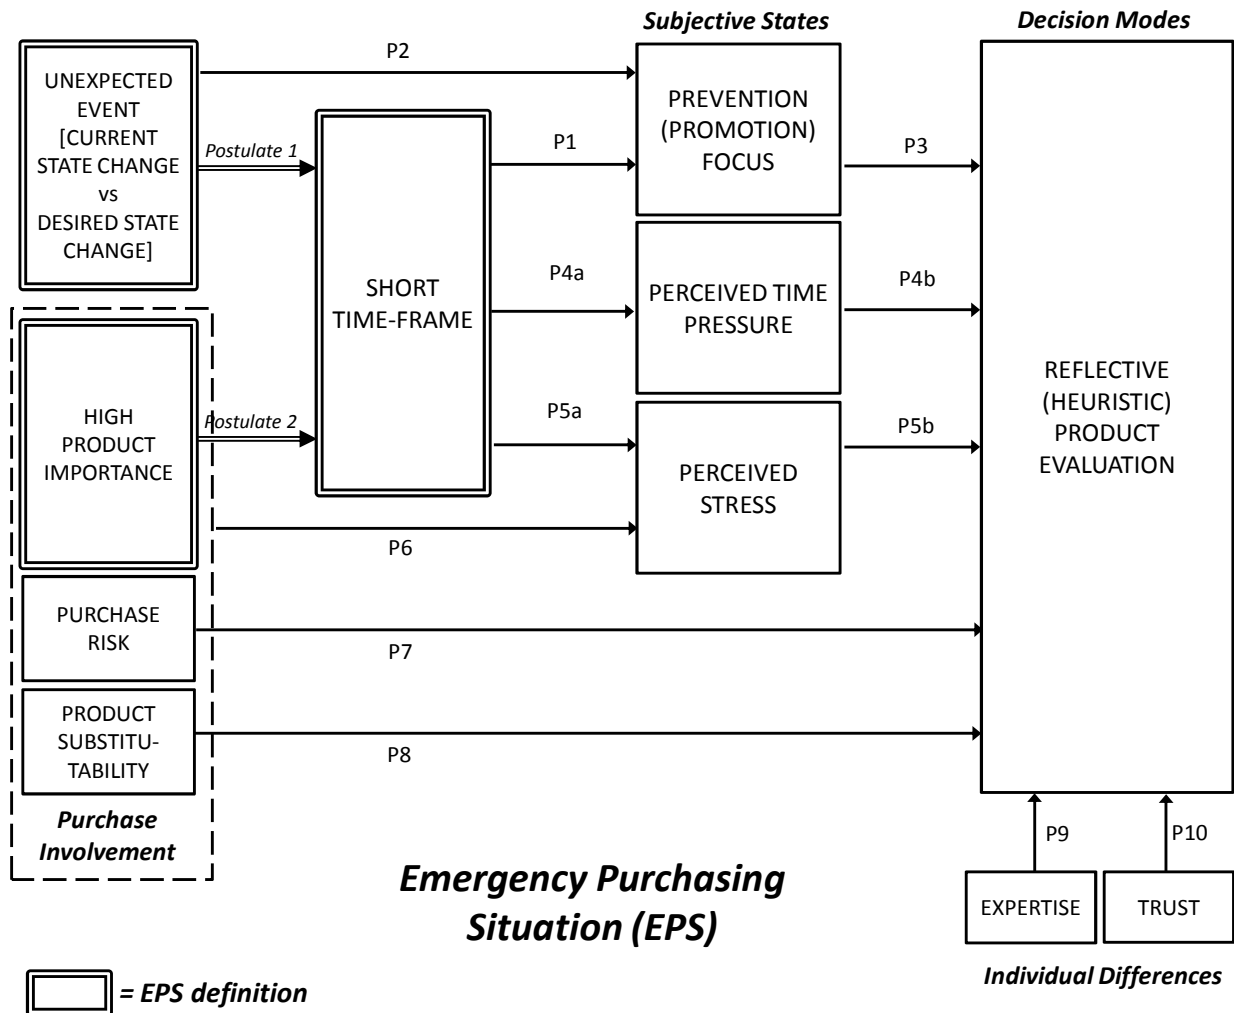 Subjective States
Decision Modes
UNEXPECTED
EVENT
[CURRENT
STATE CHANGE
vs
DESIRED STATE
CHANGE]
P2
Postulate 1
SHORT
TIME-FRAME
P1
PREVENTION
(PROMOTION)
FOCUS
P3
P4a
PERCEIVED TIME
PRESSURE
P4b
HIGH
PRODUCT
IMPORTANCE
Postulate 2
P5a
PERCEIVED
STRESS
P5b
P6
REFLECTIVE
(HEURISTIC)
PRODUCT
EVALUATION
PURCHASE
RISK
P7
PRODUCT
SUBSTITU-
TABILITY
P8
Purchase
Involvement
P9
P10
EXPERTISE
TRUST
Individual Differences
Emergency Purchasing
Situation (EPS)
= EPS definition